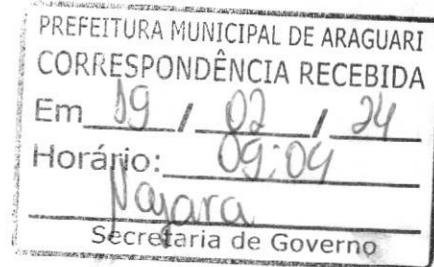 PREFEITURA MUNICIPAL DE ARAGUARI
CORRESPONDÊNCIA RECEBIDA
Em 19 / 02 / 24
Horário: 09:04
Nayara
Secretaria de Governo